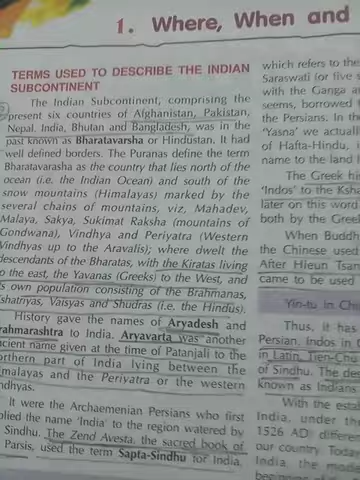 1. Where, When and
TERMS USED TO DESCRIBE THE INDIAN
SUBCONTINENT
The Indian Subcontinent, comprising the
present six countries of Afghanistan, Pakistan,
Nepal, India, Bhutan and Bangladesh, was in the
past known as Bharatavarsha or Hindustan. It had
well defined borders. The Puranas define the term
Bharatavarasha as the country that lies north of the
ocean (i.e. the Indian Ocean) and south of the
snow mountains (Himalayas) marked by the
several chains of mountains, viz, Mahadev,
Malaya, Sakya, Sukimat Raksha (mountains of
Gondwana), Vindhya and Periyatra (Western
Vindhyas up to the Aravalis); where dwelt the
descendants of the Bharatas, with the Kiratas living
to the east, the Yavanas (Greeks) to the West, and
its own population consisting of the Brahmanas,
Kshatriyas, Vaisyas and Shudras (i.e. the Hindus).
History gave the names of Aryadesh and
Brahmarashtra to India. Aryavarta was another
ancient name given at the time of Patanjali to the
northern part of India lying between the
Himalayas and the Periyatra or the western
Vindhyas.
It were the Archaemenian Persians who first
applied the name 'India' to the region watered by
Sindhu. The Zend Avesta, the sacred book of
Parsis, used the term Sapta-Sindhu for India,
which refers to the
Saraswati (or five s
with the Ganga a
seems, borrowed
the Persians. In th
'Yasna' we actuall
of Hafta-Hindu, i
name to the land l
The Greek his
'Indos' to the Ksha
later on this word
both by the Greel
When Buddh
the Chinese used
After Hieun Tsan
came to be used
Yin-tu in Chi
Thus, it has
Persian, Indos in G
in Latin, Tien-Chu
of Sindhu. The des
known as Indians
With the estab
India, under th
1526 AD, differen
our country. Today
India, the mod